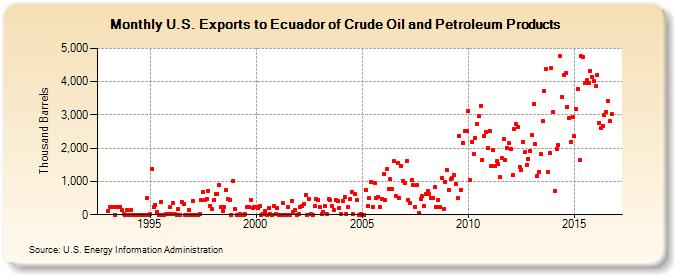 Monthly U.S. Exports to Ecuador of Crude Oil and Petroleum Products
Thousand Barrels
5,000
4,000
3,000
2,000
1,000
0
1995 2000 2005 2010 2015
Source: U.S. Energy Information Administration